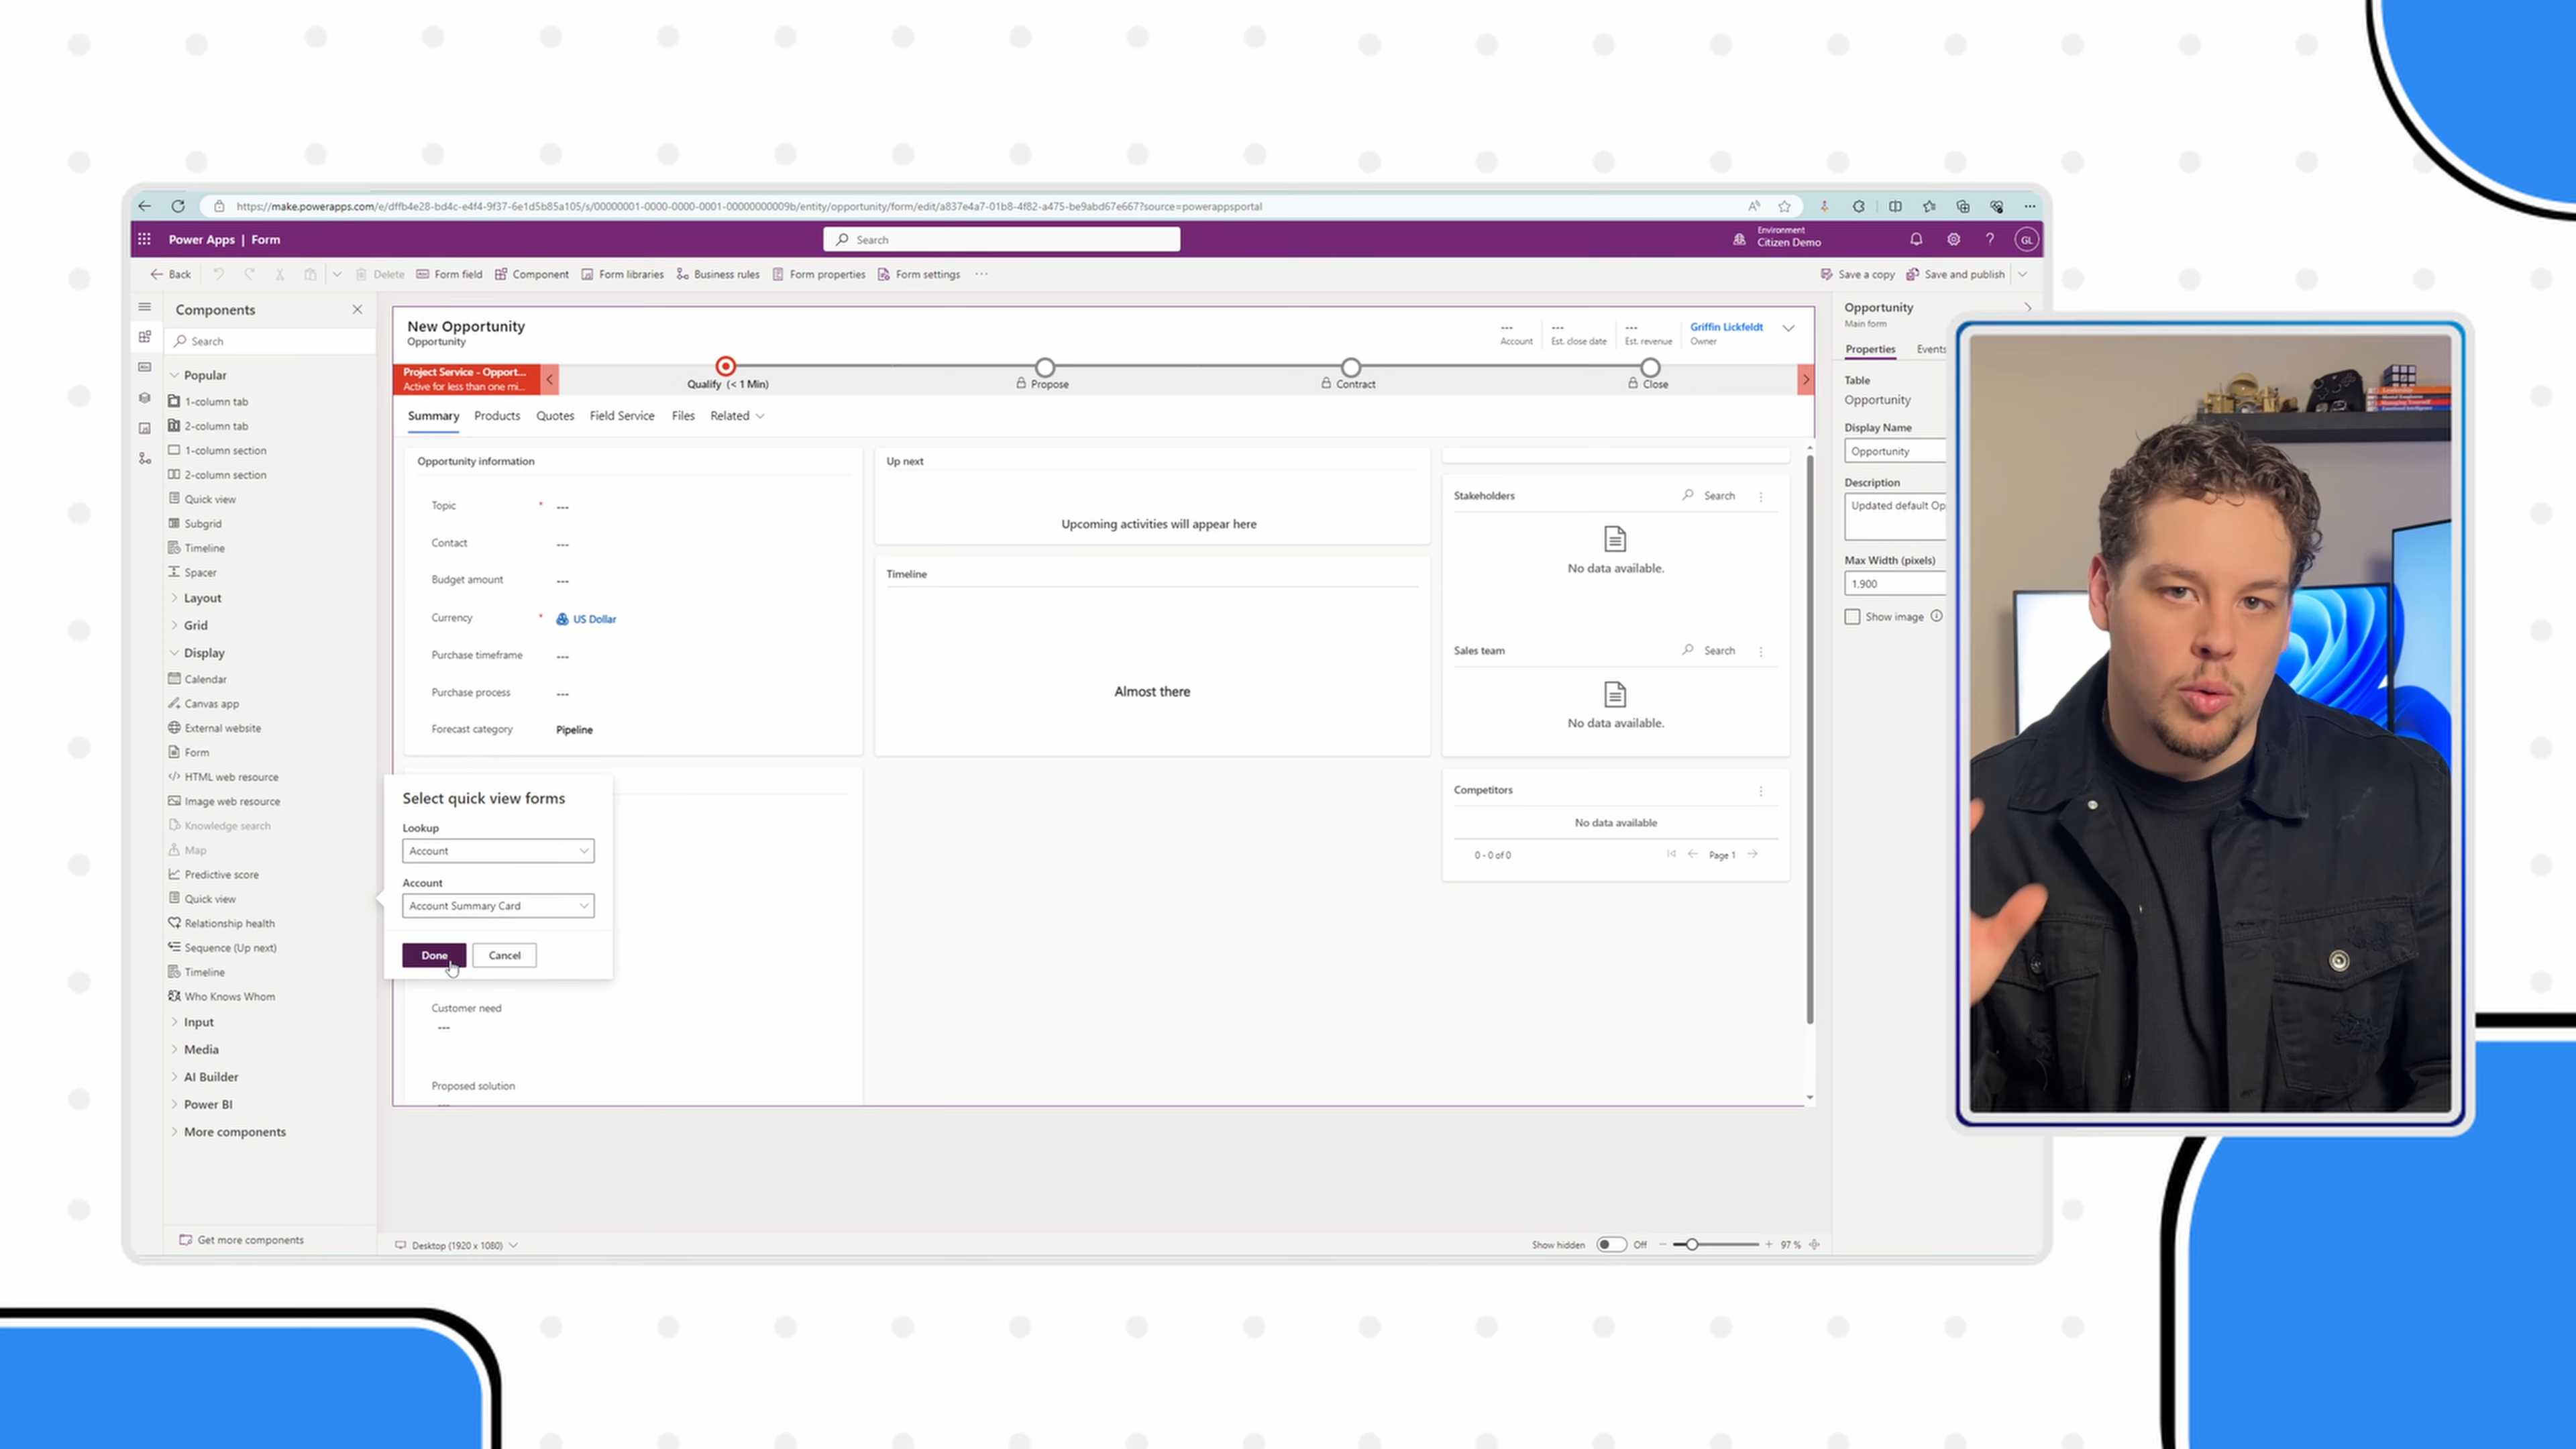 https://make.powerapps.com/e/dffb4e28-bd4c-e4f4-9f37-6e1d5b85a105/s/00000001-0000-0000-0001-00000000009b/entity/opportunity/form/edit/a837e4a7-01b8-4f82-a475-be9abd67e667?source=powerappsportal
Power Apps | Form
Search
Environment
Citizen Demo
GL
Back
Delete
Form field
Component
Form libraries
Business rules
Form properties
Form settings
Save a copy
Save and publish
Components
Search
Popular
1-column tab
2-column tab
1-column section
2-column section
Quick view
Subgrid
Timeline
Spacer
Layout
Grid
Display
Calendar
Canvas app
External website
Form
HTML web resource
Image web resource
Knowledge search
Map
Predictive score
Quick view
Relationship health
Sequence (Up next)
Timeline
Who Knows Whom
Input
Media
AI Builder
Power BI
More components
Get more components
New Opportunity
Opportunity
---
Account
---
Est. close date
---
Est. revenue
Griffin Lickfeldt
Owner
Project Service - Opport...
Active for less than one mi...
Qualify (< 1 Min)
Propose
Contract
Close
Summary
Products
Quotes
Field Service
Files
Related
Opportunity information
Topic * ---
Contact ---
Budget amount ---
Currency * US Dollar
Purchase timeframe ---
Purchase process ---
Forecast category Pipeline
Select quick view forms
Lookup
Account
Account
Account Summary Card
Done
Cancel
Customer need
---
Proposed solution
---
Up next
Upcoming activities will appear here
Timeline
Almost there
Stakeholders
Search
No data available.
Sales team
Search
No data available.
Competitors
No data available
0 - 0 of 0
Page 1
Desktop (1920 x 1080)
Show hidden
Off
97 %
Opportunity
Main form
Properties
Events
Table
Opportunity
Display Name
Opportunity
Description
Updated default Op
Max Width (pixels)
1,900
Show image